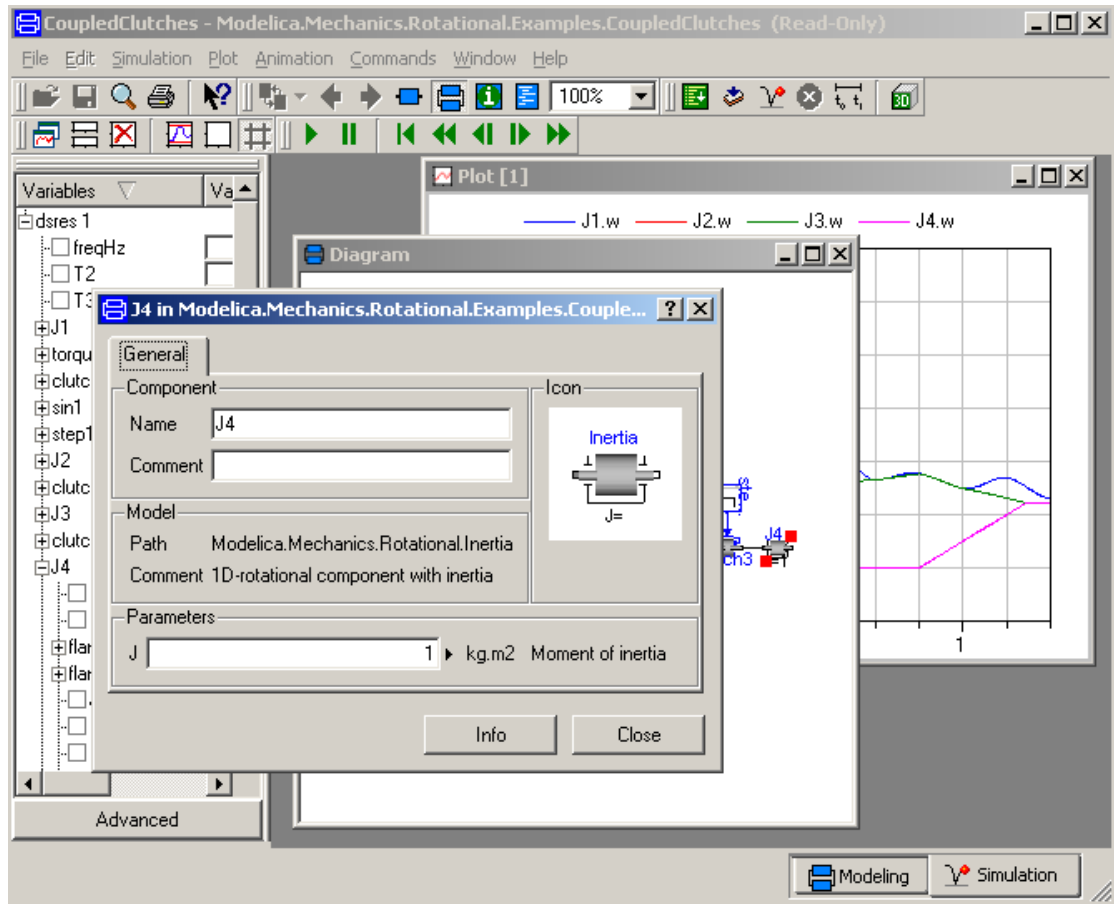 CoupledClutches - Modelica.Mechanics.Rotational.Examples.CoupledClutches (Read-Only)
File Edit Simulation Plot Animation Commands Window Help
100%
3D
Variables Va
dsres 1
freqHz
T2
T3
J1
torqu
clutc
sin1
step1
J2
clutc
J3
clutc
J4
flar
flar
Advanced
Plot [1]
J1.w J2.w J3.w J4.w
1
Diagram
ste...
J4
ch3
J4 in Modelica.Mechanics.Rotational.Examples.Couple...
General
Component
Name J4
Comment
Icon
Inertia
J=
Model
Path Modelica.Mechanics.Rotational.Inertia
Comment 1D-rotational component with inertia
Parameters
J 1 kg.m2 Moment of inertia
Info Close
Modeling Simulation